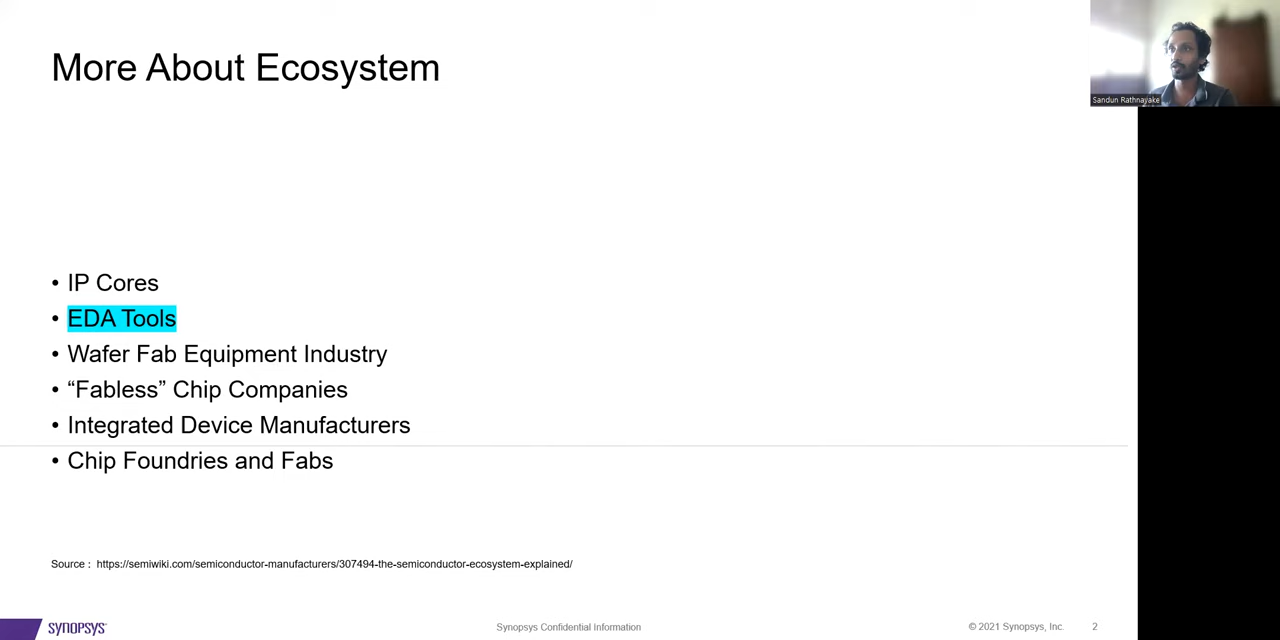 More About Ecosystem
Sandun Rathnayake
• IP Cores
• EDA Tools
• Wafer Fab Equipment Industry
• “Fabless” Chip Companies
• Integrated Device Manufacturers
• Chip Foundries and Fabs
Source : https://semiwiki.com/semiconductor-manufacturers/307494-the-semiconductor-ecosystem-explained/
SYNOPSYS Synopsys Confidential Information © 2021 Synopsys, Inc. 2